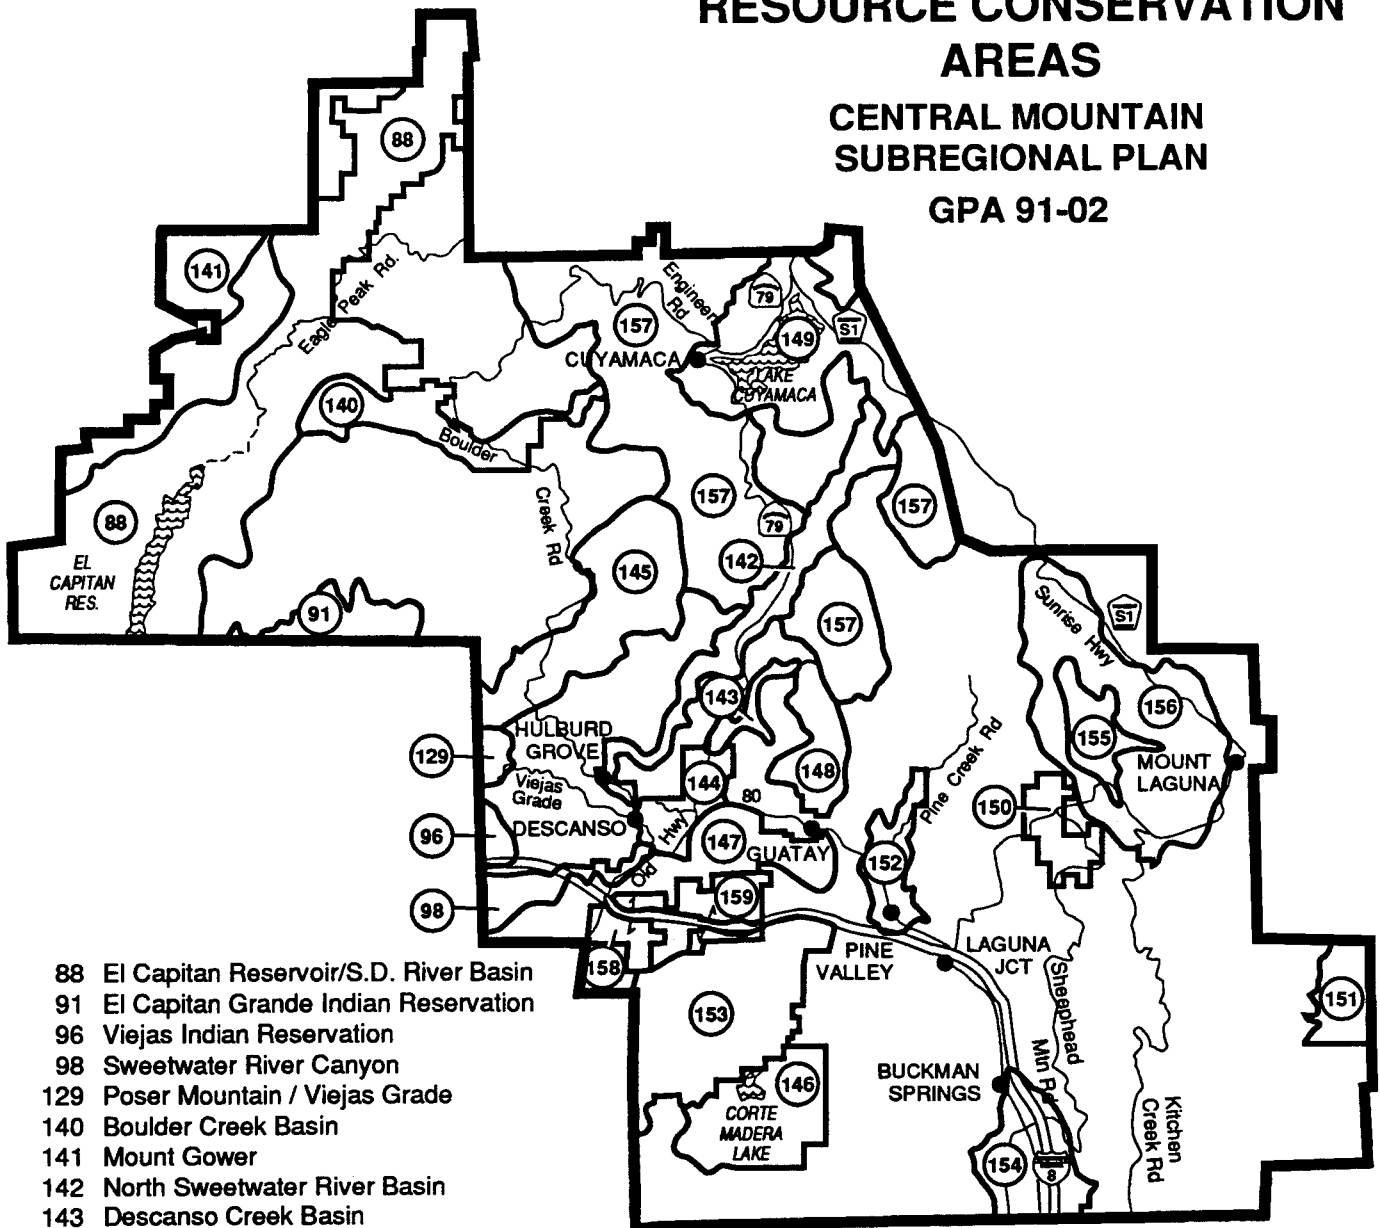 RESOURCE CONSERVATION
AREAS
CENTRAL MOUNTAIN
SUBREGIONAL PLAN
GPA 91-02
88
141
Eagle Peak Rd.
157
Engineer
Rd
79
149
S1
CUYAMACA
LAKE
CUYAMACA
140
Boulder
Creek Rd
88
EL
CAPITAN
RES.
157
79
157
142
145
91
157
Sunrise Hwy
S1
143
156
155
MOUNT
LAGUNA
HULBURD
GROVE
129
Viejas
Grade
144
148
80
Pine Creek Rd
150
DESCANSO
96
Old
Hwy
147
GUATAY
152
159
98
158
PINE
VALLEY
LAGUNA
JCT
153
151
Sheephead
Mtn Rd
146
CORTE
MADERA
LAKE
BUCKMAN
SPRINGS
Kitchen
Creek Rd
154
8
88 El Capitan Reservoir/S.D. River Basin
91 El Capitan Grande Indian Reservation
96 Viejas Indian Reservation
98 Sweetwater River Canyon
129 Poser Mountain / Viejas Grade
140 Boulder Creek Basin
141 Mount Gower
142 North Sweetwater River Basin
143 Descanso Creek Basin